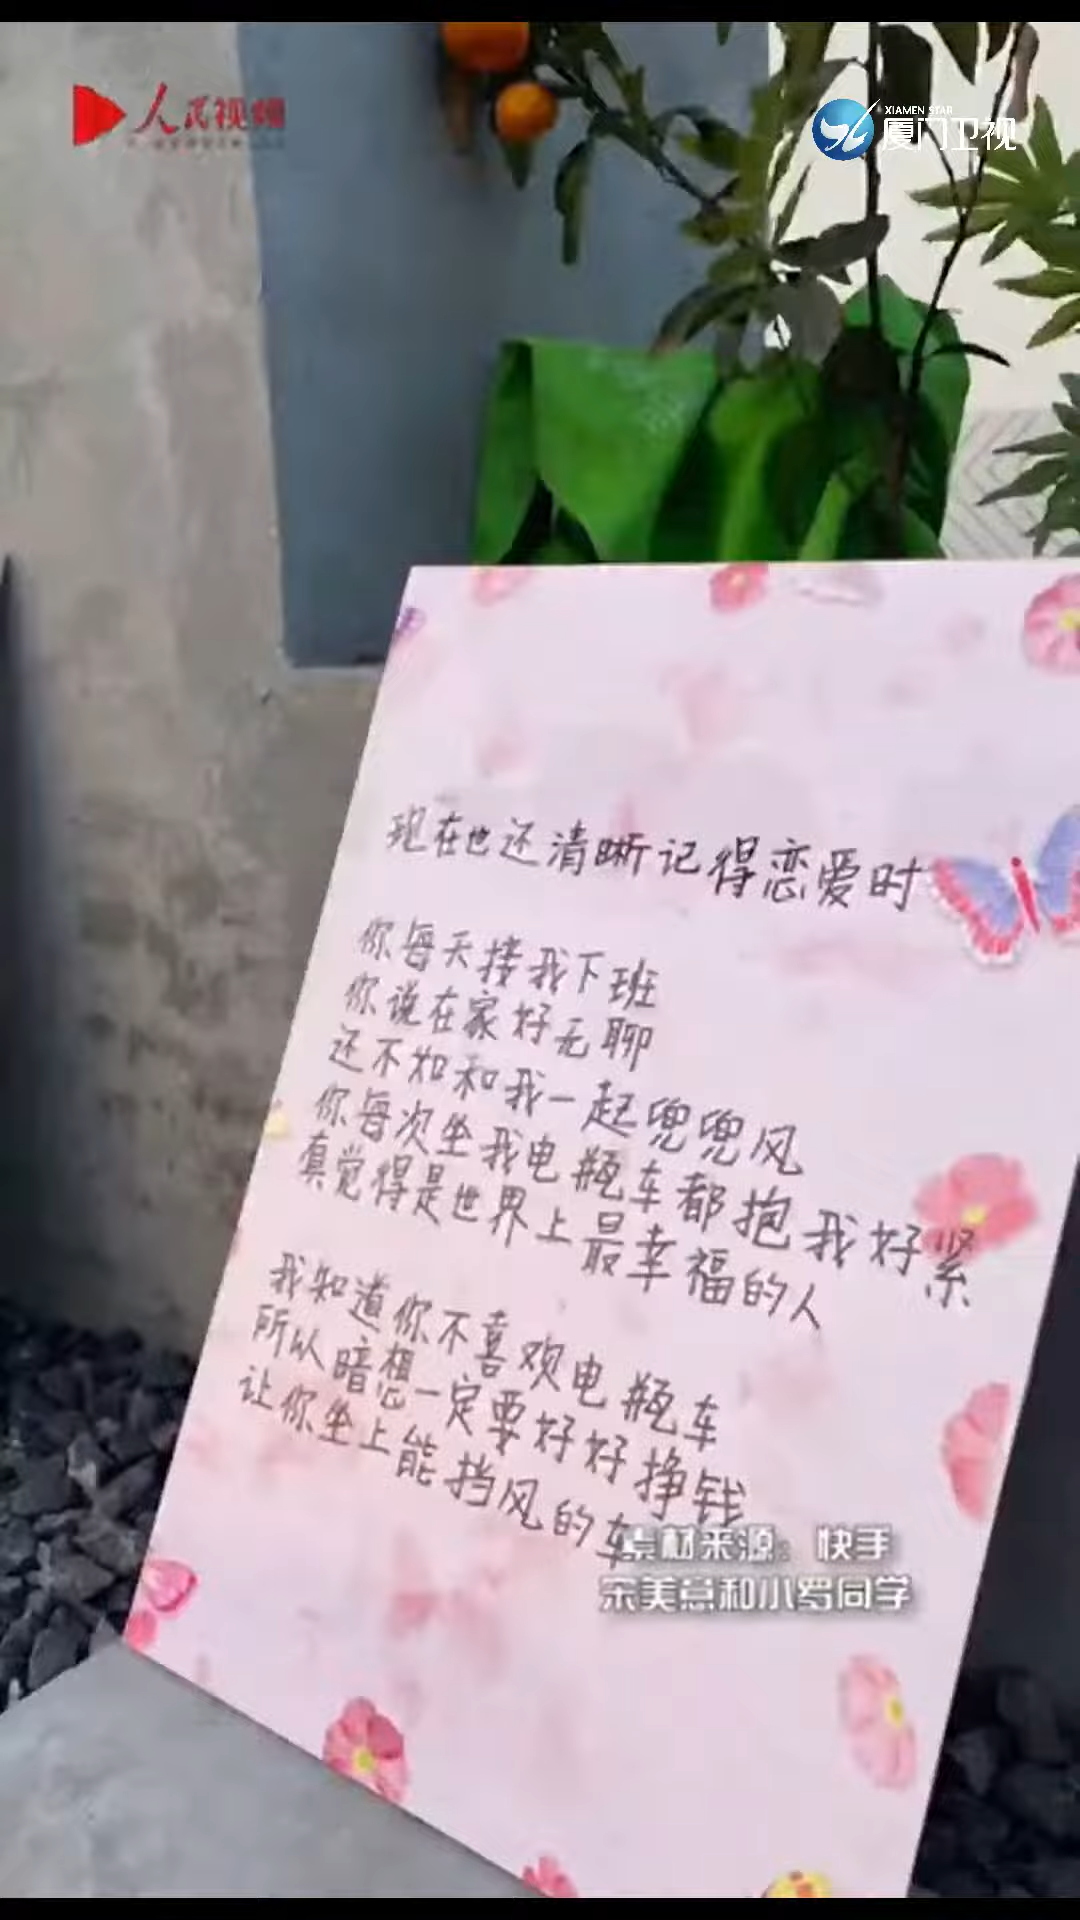 人民视频
XIAMEN STAR
厦门卫视
现在也还清晰记得恋爱时
你每天接我下班
你说在家好无聊
还不知和我一起兜兜风
你每次坐我电瓶车都抱我好紧
真觉得是世界上最幸福的人
我知道你不喜欢电瓶车
所以暗想一定要好好挣钱
让你坐上能挡风的车
素材来源：快手
宋美总和小罗同学